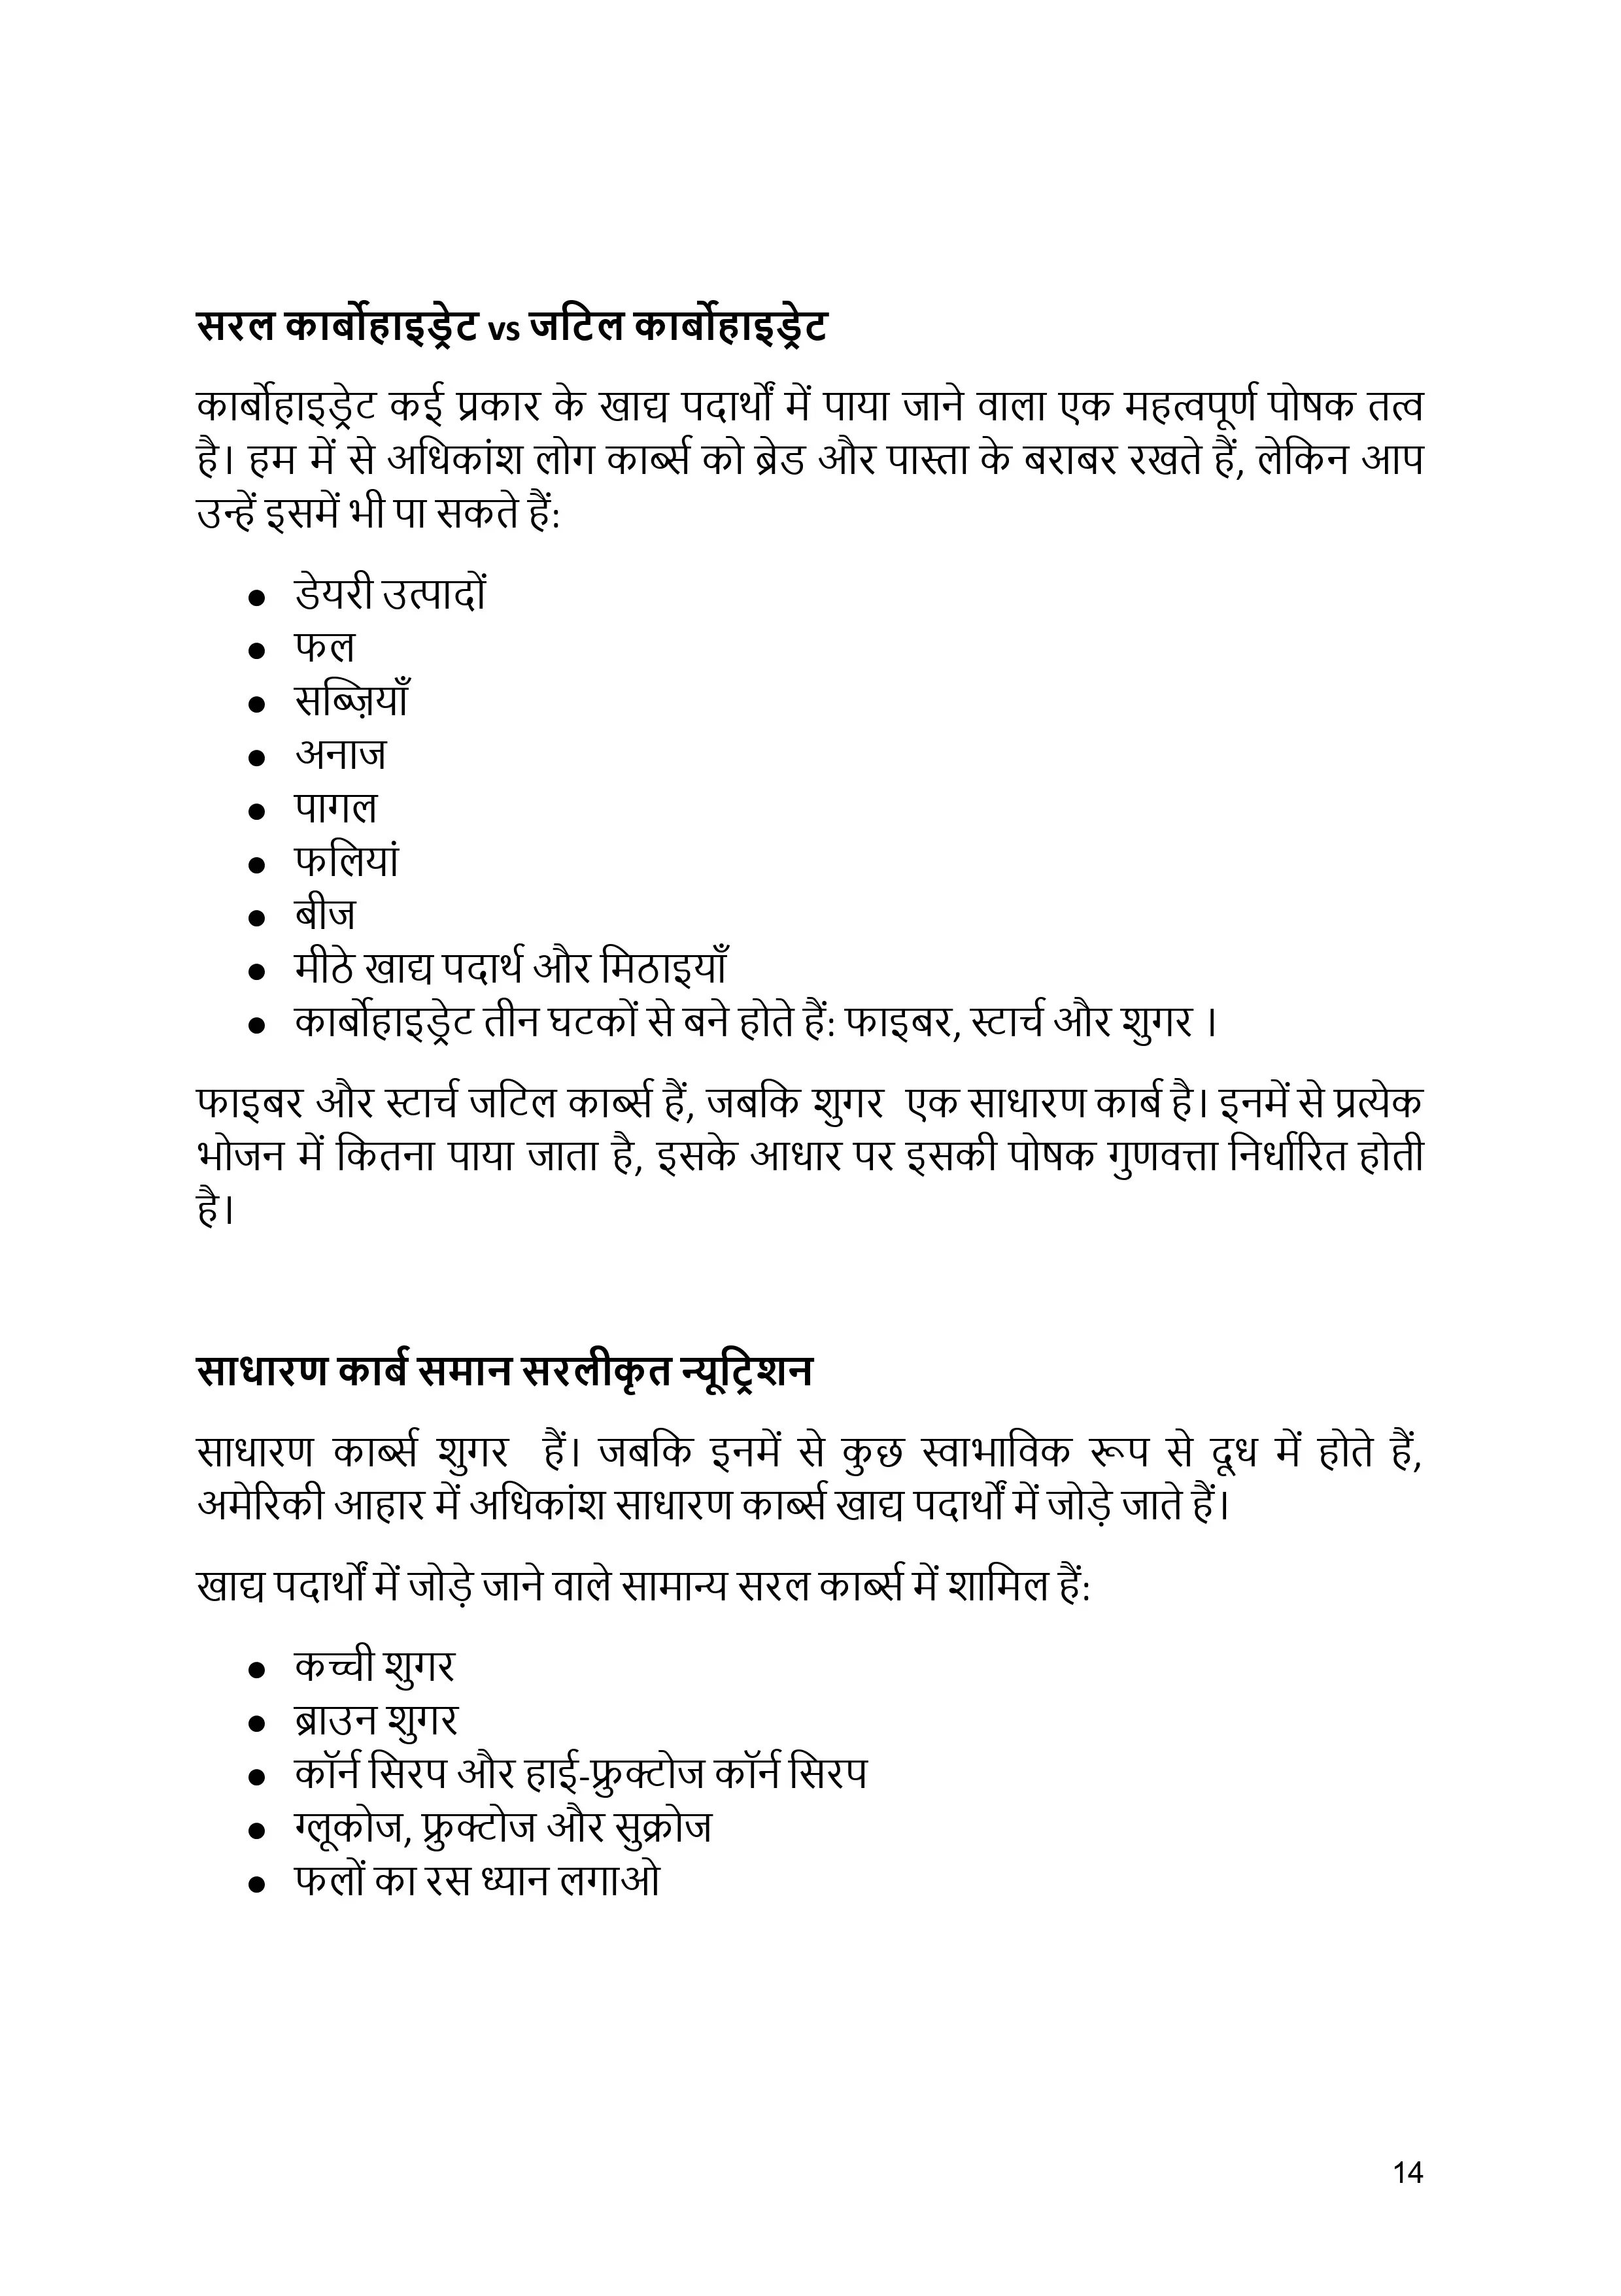 सरल कार्बोहाइड्रेट vs जटिल कार्बोहाइड्रेट
कार्बोहाइड्रेट कई प्रकार के खाद्य पदार्थों में पाया जाने वाला एक महत्वपूर्ण पोषक तत्व
है। हम में से अधिकांश लोग कार्ब्स को ब्रेड और पास्ता के बराबर रखते हैं, लेकिन आप
उन्हें इसमें भी पा सकते हैं:
● डेयरी उत्पादों
● फल
● सब्ज़ियाँ
● अनाज
● पागल
● फलियां
● बीज
● मीठे खाद्य पदार्थ और मिठाइयाँ
● कार्बोहाइड्रेट तीन घटकों से बने होते हैं: फाइबर, स्टार्च और शुगर ।
फाइबर और स्टार्च जटिल कार्ब्स हैं, जबकि शुगर एक साधारण कार्ब है। इनमें से प्रत्येक
भोजन में कितना पाया जाता है, इसके आधार पर इसकी पोषक गुणवत्ता निर्धारित होती
है।
साधारण कार्ब समान सरलीकृत न्यूट्रिशन
साधारण कार्ब्स शुगर हैं। जबकि इनमें से कुछ स्वाभाविक रूप से दूध में होते हैं,
अमेरिकी आहार में अधिकांश साधारण कार्ब्स खाद्य पदार्थों में जोड़े जाते हैं।
खाद्य पदार्थों में जोड़े जाने वाले सामान्य सरल कार्ब्स में शामिल हैं:
● कच्ची शुगर
● ब्राउन शुगर
● कॉर्न सिरप और हाई-फ्रुक्टोज कॉर्न सिरप
● ग्लूकोज, फ्रुक्टोज और सुक्रोज
● फलों का रस ध्यान लगाओ
14